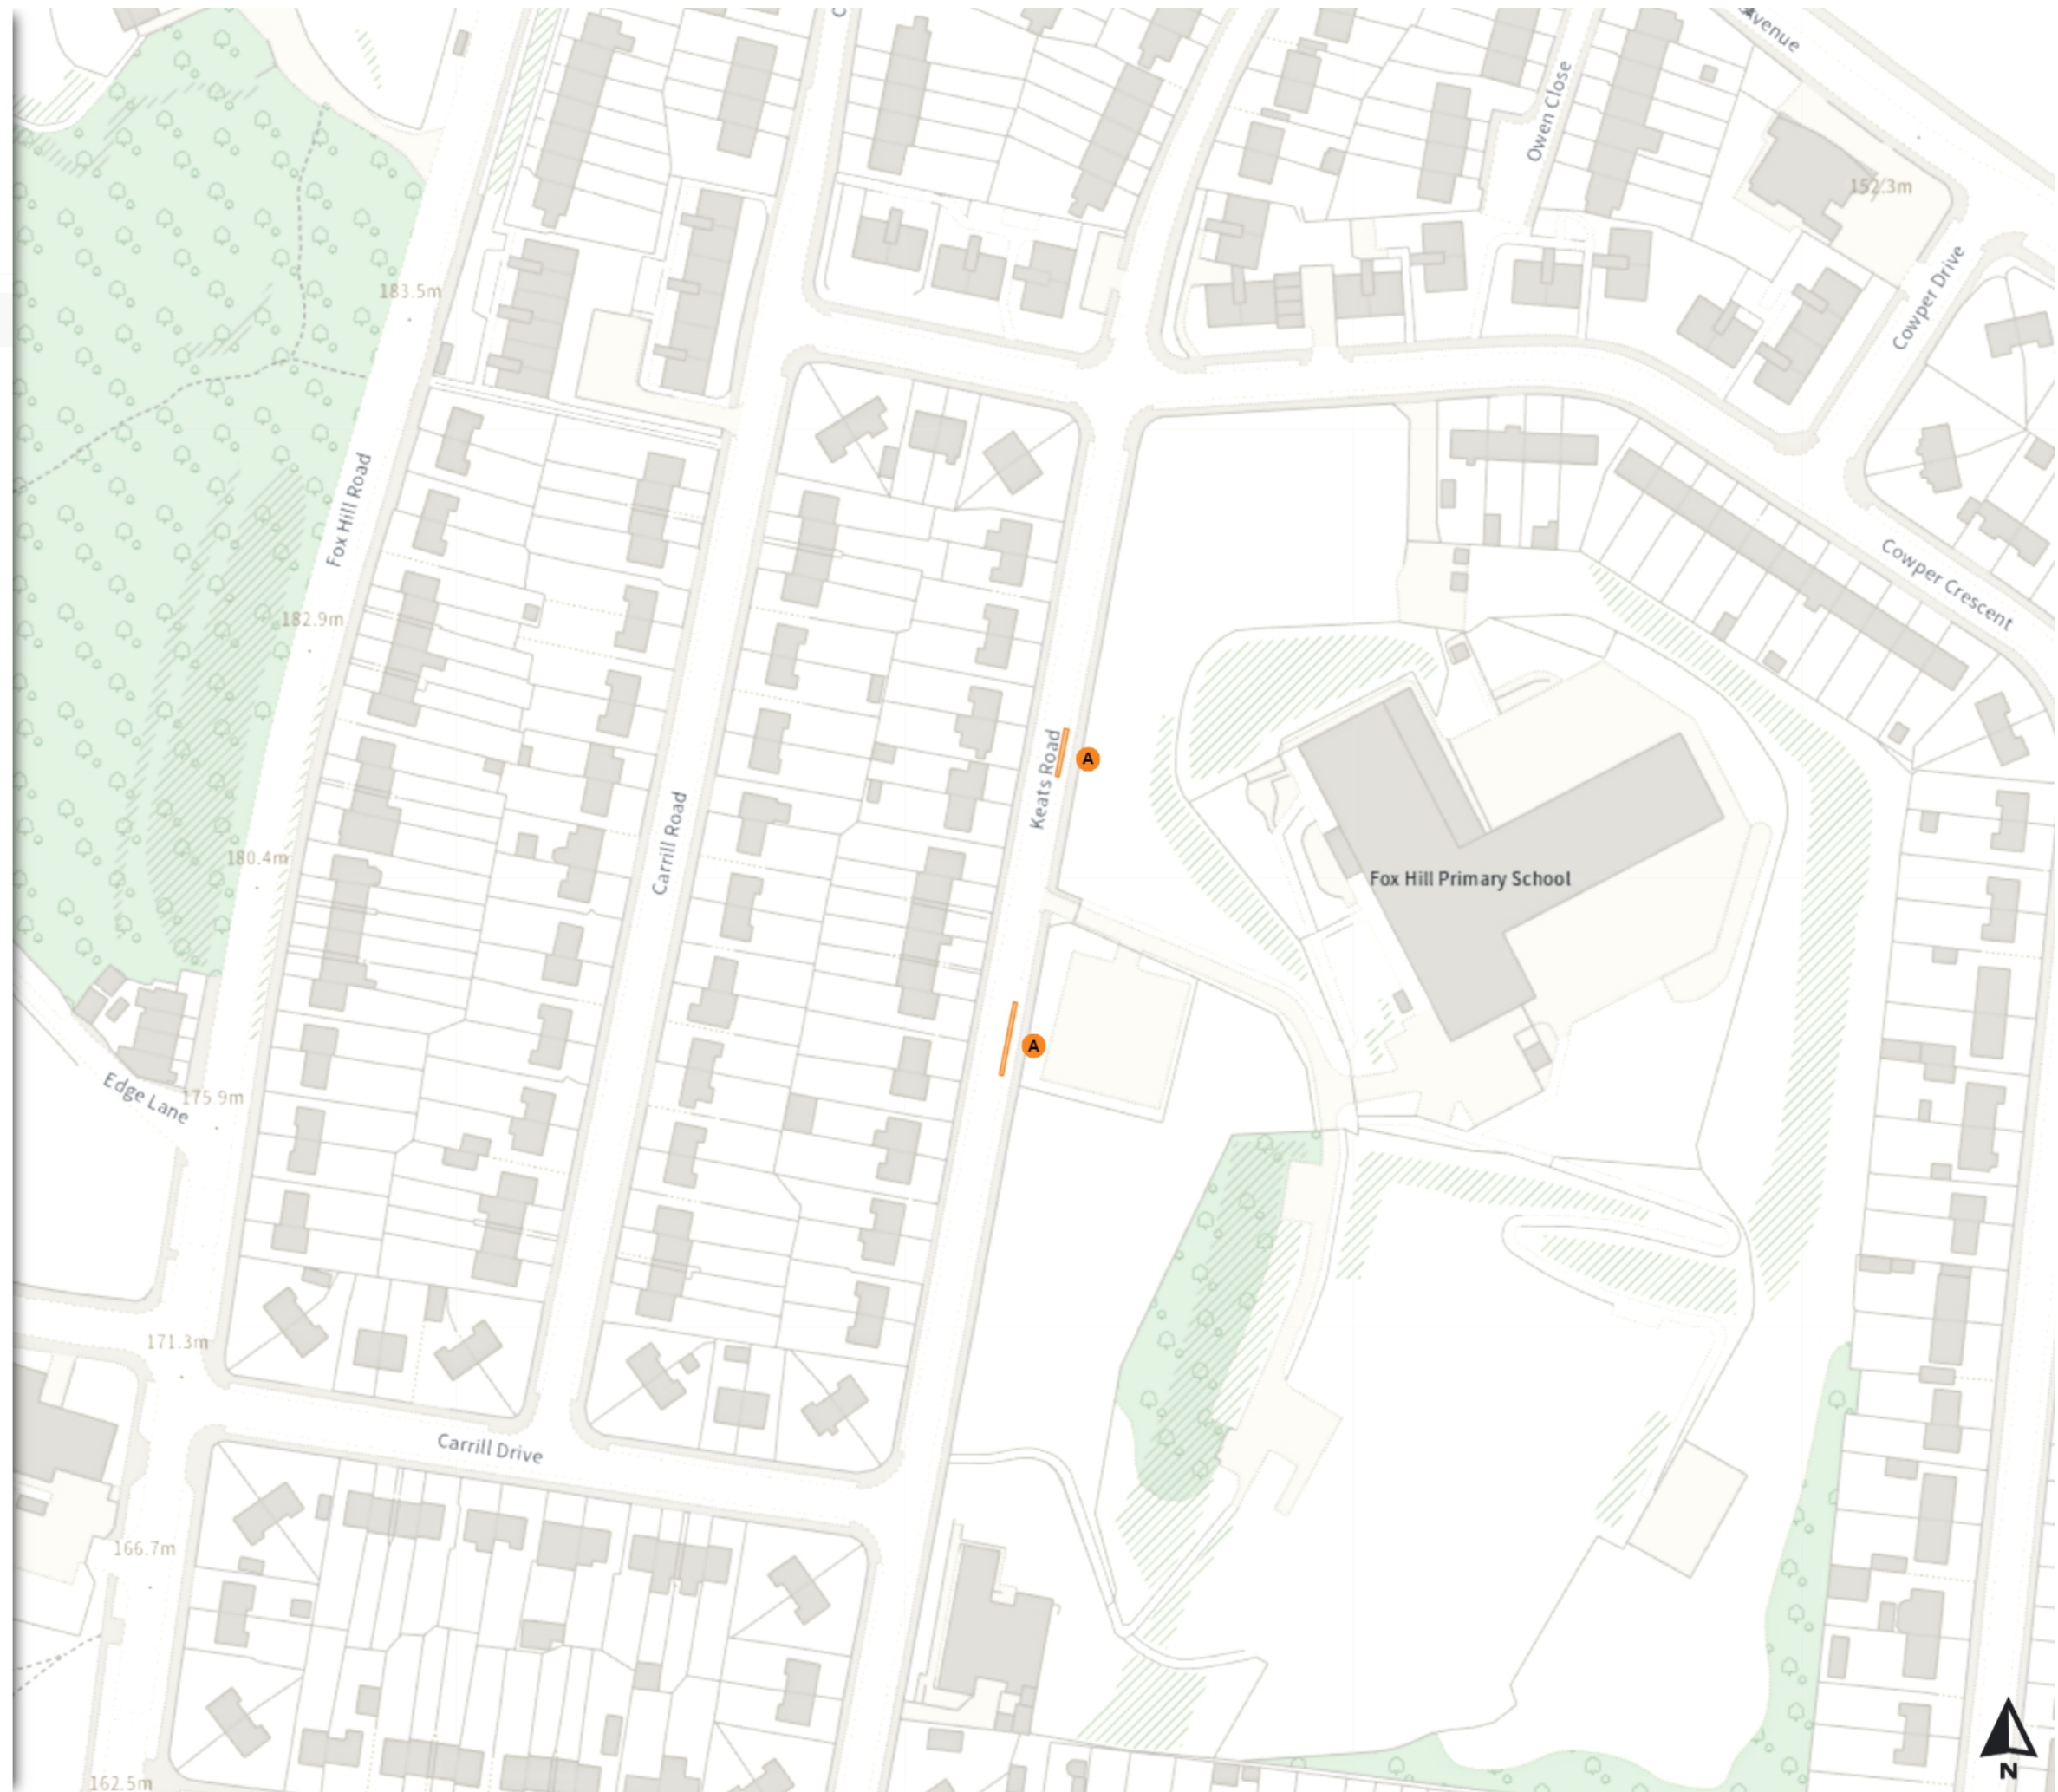 Avenue
Owen Close
152.3m
Cowper Drive
183.5m
Fox Hill Road
Cowper Crescent
182.9m
Keats Road
A
Carrill Road
180.4m
Fox Hill Primary School
A
Edge Lane
175.9m
171.3m
Carrill Drive
166.7m
162.5m
N